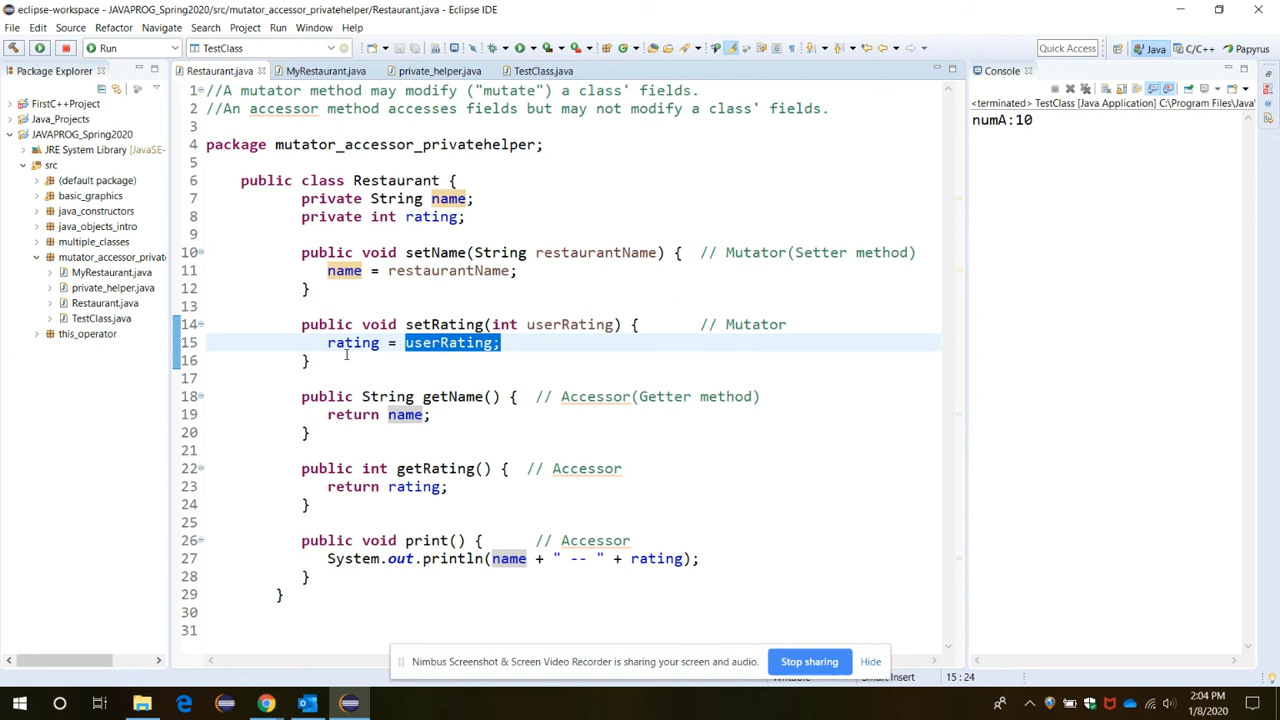 eclipse-workspace - JAVAPROG_Spring2020/src/mutator_accessor_privatehelper/Restaurant.java - Eclipse IDE
File Edit Source Refactor Navigate Search Project Run Window Help
Run TestClass Quick Access Java C/C++ Papyrus
Package Explorer
FirstC++Project
Java_Projects
JAVAPROG_Spring2020
JRE System Library [JavaSE-
src
(default package)
basic_graphics
java_constructors
java_objects_intro
multiple_classes
mutator_accessor_privat
MyRestaurant.java
private_helper.java
Restaurant.java
TestClass.java
this_operator
Restaurant.java MyRestaurant.java private_helper.java TestClass.java
1 //A mutator method may modify ("mutate") a class' fields.
2 //An accessor method accesses fields but may not modify a class' fields.
3
4 package mutator_accessor_privatehelper;
5
6 public class Restaurant {
7 private String name;
8 private int rating;
9
10 public void setName(String restaurantName) { // Mutator(Setter method)
11 name = restaurantName;
12 }
13
14 public void setRating(int userRating) { // Mutator
15 rating = userRating;
16 }
17
18 public String getName() { // Accessor(Getter method)
19 return name;
20 }
21
22 public int getRating() { // Accessor
23 return rating;
24 }
25
26 public void print() { // Accessor
27 System.out.println(name + " -- " + rating);
28 }
29 }
30
31
Console
<terminated> TestClass [Java Application] C:\Program Files\Java
numA:10
Nimbus Screenshot & Screen Video Recorder is sharing your screen and audio. Stop sharing Hide
Writable Smart Insert 15 : 24
2:04 PM
1/8/2020